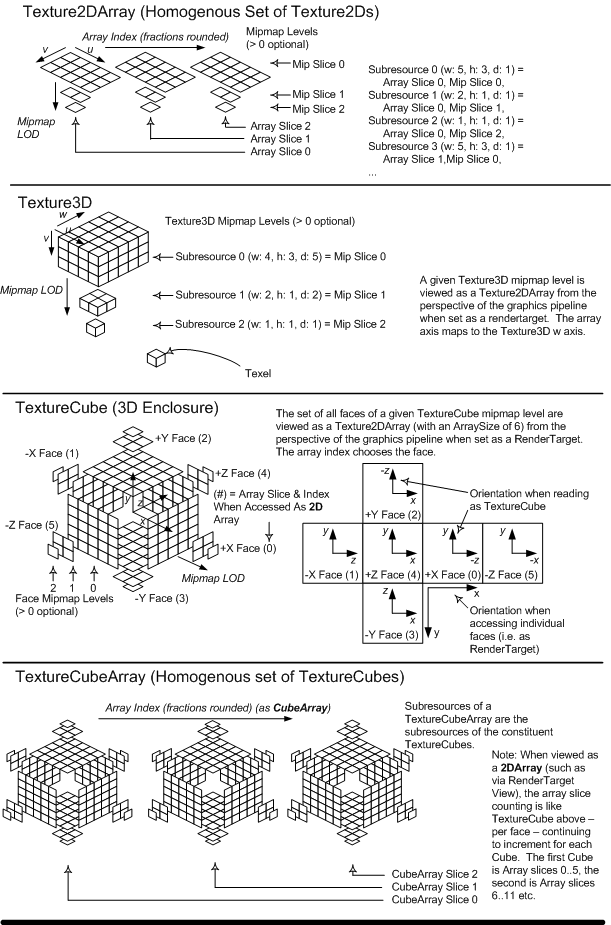 Texture2DArray (Homogenous Set of Texture2Ds)
Array Index (fractions rounded)
Mipmap Levels
(> 0 optional)
v
u
Mip Slice 0
Mip Slice 1
Mip Slice 2
Mipmap
LOD
Array Slice 2
Array Slice 1
Array Slice 0
Subresource 0 (w: 5, h: 3, d: 1) =
Array Slice 0, Mip Slice 0,
Subresource 1 (w: 2, h: 1, d: 1) =
Array Slice 0, Mip Slice 1,
Subresource 2 (w: 1, h: 1, d: 1) =
Array Slice 0, Mip Slice 2,
Subresource 3 (w: 5, h: 3, d: 1) =
Array Slice 1,Mip Slice 0,
...
Texture3D
w
u
v
Texture3D Mipmap Levels (> 0 optional)
Subresource 0 (w: 4, h: 3, d: 5) = Mip Slice 0
Mipmap LOD
Subresource 1 (w: 2, h: 1, d: 2) = Mip Slice 1
Subresource 2 (w: 1, h: 1, d: 1) = Mip Slice 2
Texel
A given Texture3D mipmap level is
viewed as a Texture2DArray from the
perspective of the graphics pipeline
when set as a rendertarget. The array
axis maps to the Texture3D w axis.
TextureCube (3D Enclosure)
The set of all faces of a given TextureCube mipmap level are
viewed as a Texture2DArray (with an ArraySize of 6) from the
perspective of the graphics pipeline when set as a RenderTarget.
The array index chooses the face.
+Y Face (2)
-X Face (1)
+Z Face (4)
(#) = Array Slice & Index
When Accessed As 2D
Array
y
z
x
-Z Face (5)
+X Face (0)
Mipmap LOD
2 1 0
Face Mipmap Levels
(> 0 optional)
-Y Face (3)
-z
x
+Y Face (2)
Orientation when reading
as TextureCube
y
z
-X Face (1)
y
x
+Z Face (4)
y
-z
+X Face (0)
y
-x
-Z Face (5)
z
x
-Y Face (3)
x
y
Orientation when
accessing individual
faces (i.e. as
RenderTarget)
TextureCubeArray (Homogenous set of TextureCubes)
Array Index (fractions rounded) (as CubeArray)
Subresources of a
TextureCubeArray are the
subresources of the constituent
TextureCubes.
Note: When viewed as
a 2DArray (such as
via RenderTarget
View), the array slice
counting is like
TextureCube above –
per face – continuing
to increment for each
Cube. The first Cube
is Array slices 0..5, the
second is Array slices
6..11 etc.
CubeArray Slice 2
CubeArray Slice 1
CubeArray Slice 0